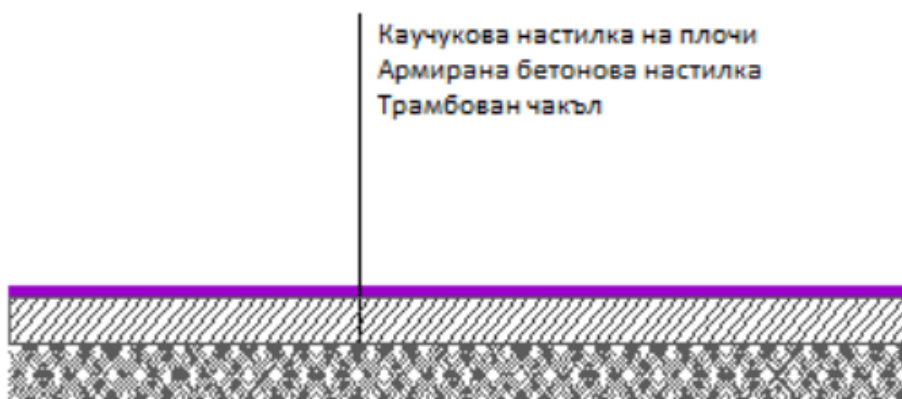 Каучукова настилка на плочи
Армирана бетонова настилка
Трамбован чакъл